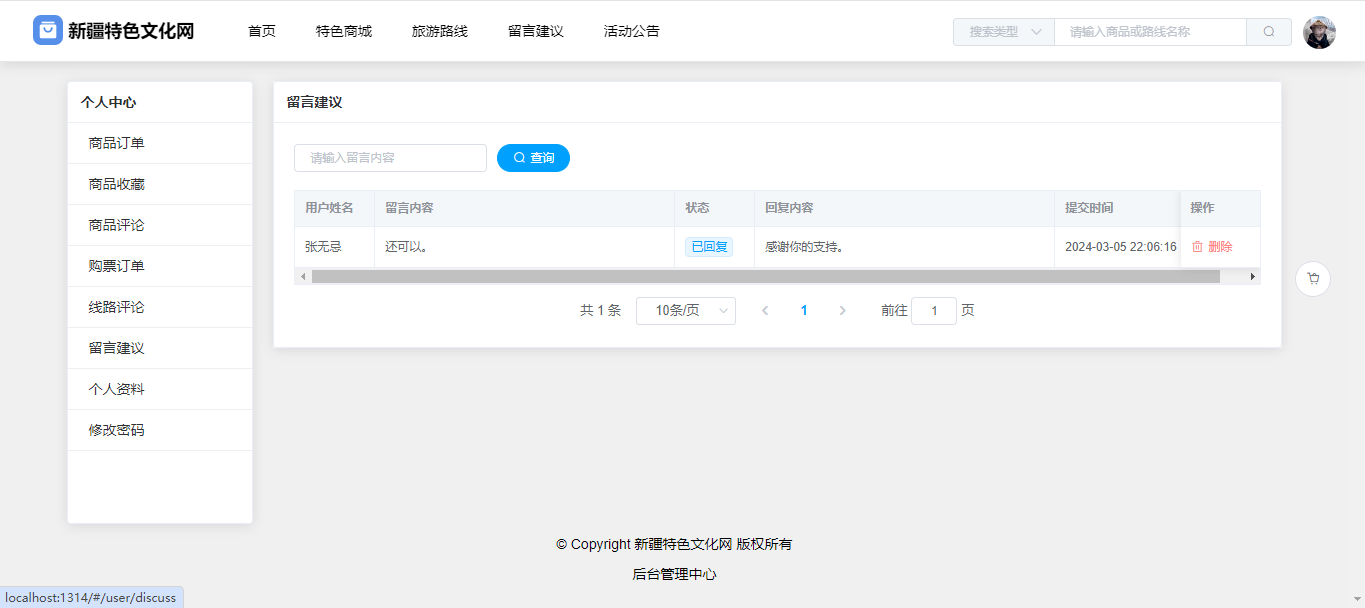 新疆特色文化网 首页 特色商城 旅游路线 留言建议 活动公告 搜索类型 请输入商品或路线名称
个人中心
商品订单
商品收藏
商品评论
购票订单
线路评论
留言建议
个人资料
修改密码
留言建议
请输入留言内容 查询
用户姓名 留言内容 状态 回复内容 提交时间 操作
张无忌 还可以。 已回复 感谢你的支持。 2024-03-05 22:06:16 删除
共 1 条 10条/页 1 前往 1 页
© Copyright 新疆特色文化网 版权所有
后台管理中心
localhost:1314/#/user/discuss